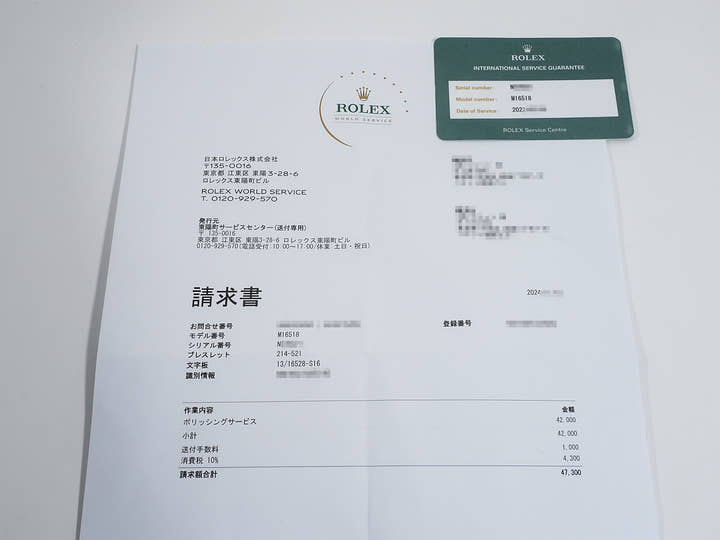 ROLEX
INTERNATIONAL SERVICE GUARANTEE
Serial number: N
Model number: M16518
Date of Service: 202
ROLEX Service Centre
ROLEX
WORLD SERVICE
日本ロレックス株式会社
〒135-0016
東京都 江東区 東陽 3-28-6
ロレックス東陽町ビル
ROLEX WORLD SERVICE
T. 0120-929-570
発行元
東陽町サービスセンター(送付専用)
〒 135-0016
東京都 江東区 東陽3-28-6 ロレックス東陽町ビル
0120-929-570(電話受付 10:00~17:00/休業 土日・祝日)
請求書
2024
お問合せ番号
登録番号
モデル番号 M16518
シリアル番号 N
ブレスレット 214-521
文字板 13/16528-S16
識別情報
作業内容 金額
ポリッシングサービス 42,000
小計 42,000
送付手数料 1,000
消費税 10% 4,300
請求額合計 47,300